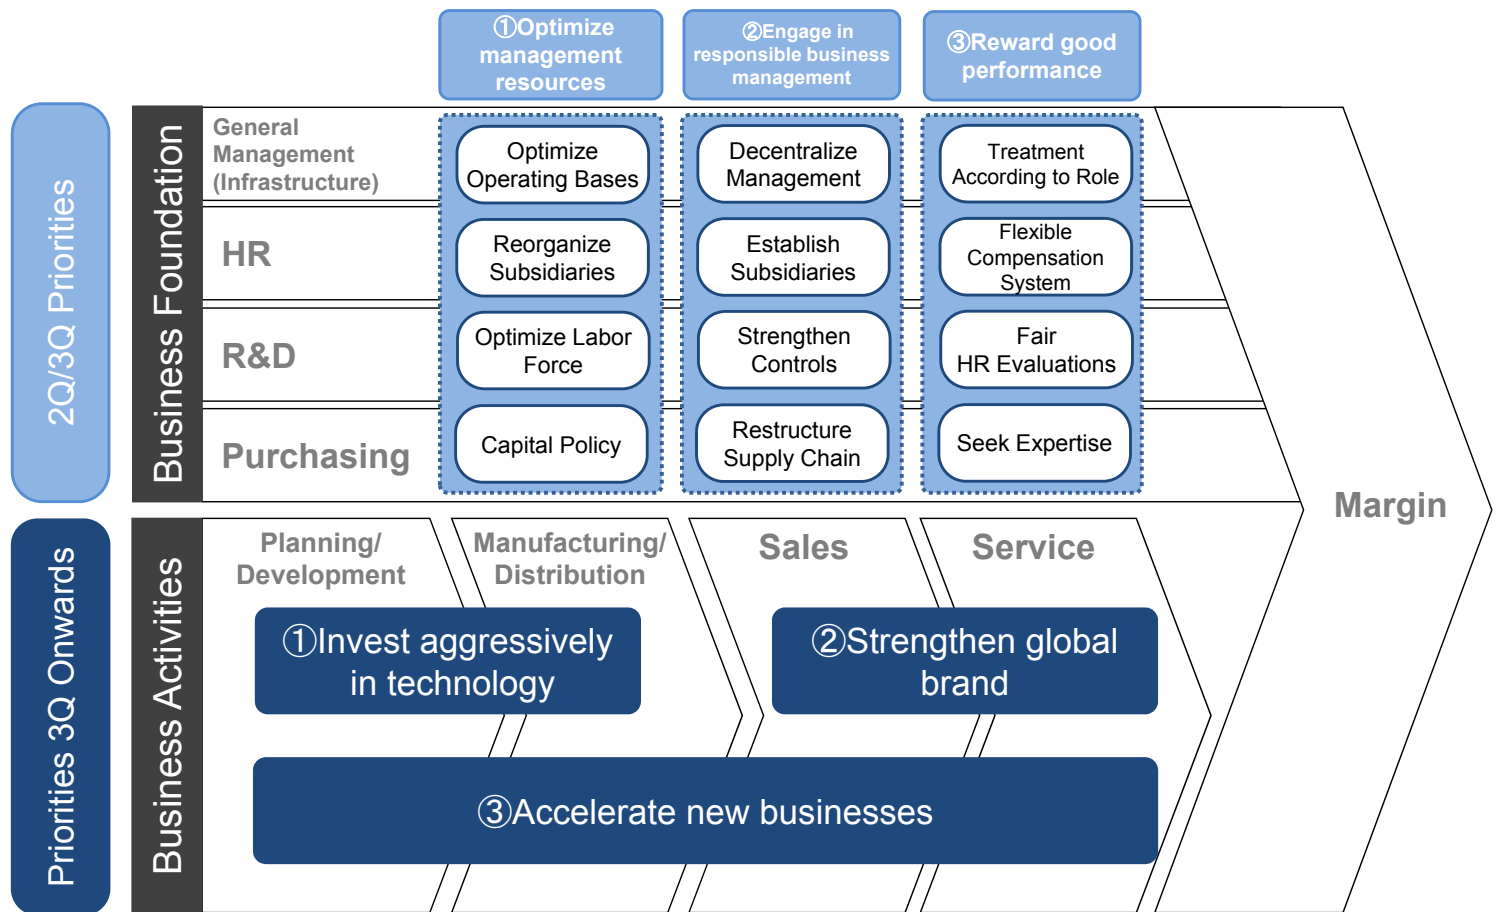 ①Optimize
management
resources
②Engage in
responsible business
management
③Reward good
performance
2Q/3Q Priorities
Business Foundation
General
Management
(Infrastructure)
Optimize
Operating Bases
Decentralize
Management
Treatment
According to Role
HR
Reorganize
Subsidiaries
Establish
Subsidiaries
Flexible
Compensation
System
R&D
Optimize Labor
Force
Strengthen
Controls
Fair
HR Evaluations
Purchasing
Capital Policy
Restructure
Supply Chain
Seek Expertise
Margin
Priorities 3Q Onwards
Business Activities
Planning/
Development
Manufacturing/
Distribution
Sales
Service
①Invest aggressively
in technology
②Strengthen global
brand
③Accelerate new businesses